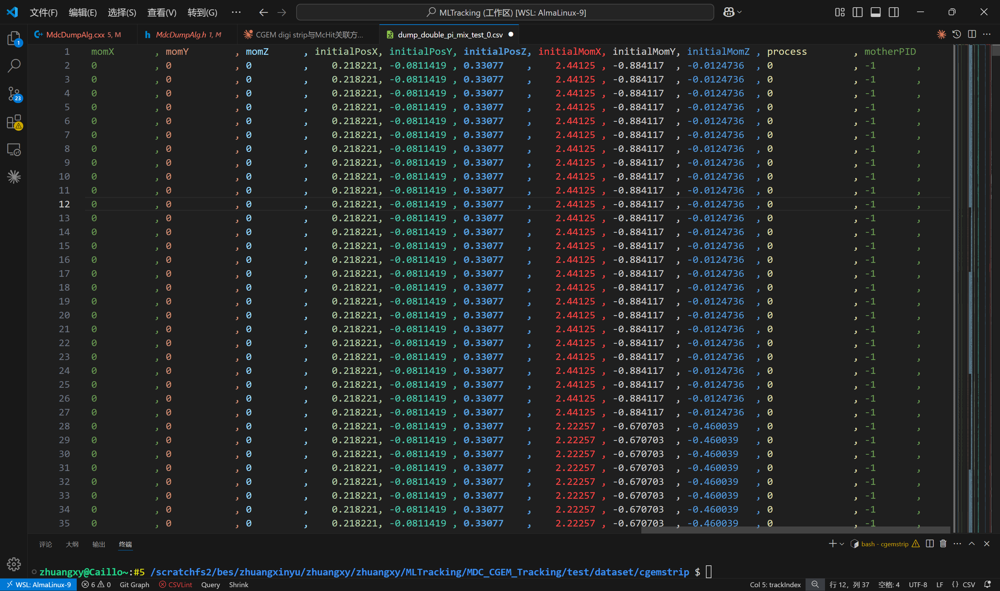 文件(F) 编辑(E) 选择(S) 查看(V) 转到(G) ··· MLTracking (工作区) [WSL: AlmaLinux-9]
MdcDumpAlg.cxx 5, M MdcDumpAlg.h 1, M CGEM digi strip与McHit关联方... dump_double_pi_mix_test_0.csv
1 momX , momY , momZ , initialPosX, initialPosY, initialPosZ, initialMomX, initialMomY, initialMomZ , process , motherPID
2 0 , 0 , 0 , 0.218221, -0.0811419 , 0.33077 , 2.44125 , -0.884117 , -0.0124736 , 0 , -1 ,
3 0 , 0 , 0 , 0.218221, -0.0811419 , 0.33077 , 2.44125 , -0.884117 , -0.0124736 , 0 , -1 ,
4 0 , 0 , 0 , 0.218221, -0.0811419 , 0.33077 , 2.44125 , -0.884117 , -0.0124736 , 0 , -1 ,
5 0 , 0 , 0 , 0.218221, -0.0811419 , 0.33077 , 2.44125 , -0.884117 , -0.0124736 , 0 , -1 ,
6 0 , 0 , 0 , 0.218221, -0.0811419 , 0.33077 , 2.44125 , -0.884117 , -0.0124736 , 0 , -1 ,
7 0 , 0 , 0 , 0.218221, -0.0811419 , 0.33077 , 2.44125 , -0.884117 , -0.0124736 , 0 , -1 ,
8 0 , 0 , 0 , 0.218221, -0.0811419 , 0.33077 , 2.44125 , -0.884117 , -0.0124736 , 0 , -1 ,
9 0 , 0 , 0 , 0.218221, -0.0811419 , 0.33077 , 2.44125 , -0.884117 , -0.0124736 , 0 , -1 ,
10 0 , 0 , 0 , 0.218221, -0.0811419 , 0.33077 , 2.44125 , -0.884117 , -0.0124736 , 0 , -1 ,
11 0 , 0 , 0 , 0.218221, -0.0811419 , 0.33077 , 2.44125 , -0.884117 , -0.0124736 , 0 , -1 ,
12 0 , 0 , 0 , 0.218221, -0.0811419 , 0.33077 , 2.44125 , -0.884117 , -0.0124736 , 0 , -1 ,
13 0 , 0 , 0 , 0.218221, -0.0811419 , 0.33077 , 2.44125 , -0.884117 , -0.0124736 , 0 , -1 ,
14 0 , 0 , 0 , 0.218221, -0.0811419 , 0.33077 , 2.44125 , -0.884117 , -0.0124736 , 0 , -1 ,
15 0 , 0 , 0 , 0.218221, -0.0811419 , 0.33077 , 2.44125 , -0.884117 , -0.0124736 , 0 , -1 ,
16 0 , 0 , 0 , 0.218221, -0.0811419 , 0.33077 , 2.44125 , -0.884117 , -0.0124736 , 0 , -1 ,
17 0 , 0 , 0 , 0.218221, -0.0811419 , 0.33077 , 2.44125 , -0.884117 , -0.0124736 , 0 , -1 ,
18 0 , 0 , 0 , 0.218221, -0.0811419 , 0.33077 , 2.44125 , -0.884117 , -0.0124736 , 0 , -1 ,
19 0 , 0 , 0 , 0.218221, -0.0811419 , 0.33077 , 2.44125 , -0.884117 , -0.0124736 , 0 , -1 ,
20 0 , 0 , 0 , 0.218221, -0.0811419 , 0.33077 , 2.44125 , -0.884117 , -0.0124736 , 0 , -1 ,
21 0 , 0 , 0 , 0.218221, -0.0811419 , 0.33077 , 2.44125 , -0.884117 , -0.0124736 , 0 , -1 ,
22 0 , 0 , 0 , 0.218221, -0.0811419 , 0.33077 , 2.44125 , -0.884117 , -0.0124736 , 0 , -1 ,
23 0 , 0 , 0 , 0.218221, -0.0811419 , 0.33077 , 2.44125 , -0.884117 , -0.0124736 , 0 , -1 ,
24 0 , 0 , 0 , 0.218221, -0.0811419 , 0.33077 , 2.44125 , -0.884117 , -0.0124736 , 0 , -1 ,
25 0 , 0 , 0 , 0.218221, -0.0811419 , 0.33077 , 2.44125 , -0.884117 , -0.0124736 , 0 , -1 ,
26 0 , 0 , 0 , 0.218221, -0.0811419 , 0.33077 , 2.44125 , -0.884117 , -0.0124736 , 0 , -1 ,
27 0 , 0 , 0 , 0.218221, -0.0811419 , 0.33077 , 2.44125 , -0.884117 , -0.0124736 , 0 , -1 ,
28 0 , 0 , 0 , 0.218221, -0.0811419 , 0.33077 , 2.22257 , -0.670703 , -0.460039 , 0 , -1 ,
29 0 , 0 , 0 , 0.218221, -0.0811419 , 0.33077 , 2.22257 , -0.670703 , -0.460039 , 0 , -1 ,
30 0 , 0 , 0 , 0.218221, -0.0811419 , 0.33077 , 2.22257 , -0.670703 , -0.460039 , 0 , -1 ,
31 0 , 0 , 0 , 0.218221, -0.0811419 , 0.33077 , 2.22257 , -0.670703 , -0.460039 , 0 , -1 ,
32 0 , 0 , 0 , 0.218221, -0.0811419 , 0.33077 , 2.22257 , -0.670703 , -0.460039 , 0 , -1 ,
33 0 , 0 , 0 , 0.218221, -0.0811419 , 0.33077 , 2.22257 , -0.670703 , -0.460039 , 0 , -1 ,
34 0 , 0 , 0 , 0.218221, -0.0811419 , 0.33077 , 2.22257 , -0.670703 , -0.460039 , 0 , -1 ,
35 0 , 0 , 0 , 0.218221, -0.0811419 , 0.33077 , 2.22257 , -0.670703 , -0.460039 , 0 , -1 ,
1
23
评论 大纲 输出 终端 bash - cgemstrip
zhuangxy@Caillo~:#5 /scratchfs2/bes/zhuangxinyu/zhuangxy/zhuangxy/MLTracking/MDC_CGEM_Tracking/test/dataset/cgemstrip $
WSL: AlmaLinux-9 6 0 Git Graph CSVLint Query Shrink Col 5: trackIndex 行 12，列 37 空格: 4 UTF-8 LF {} CSV